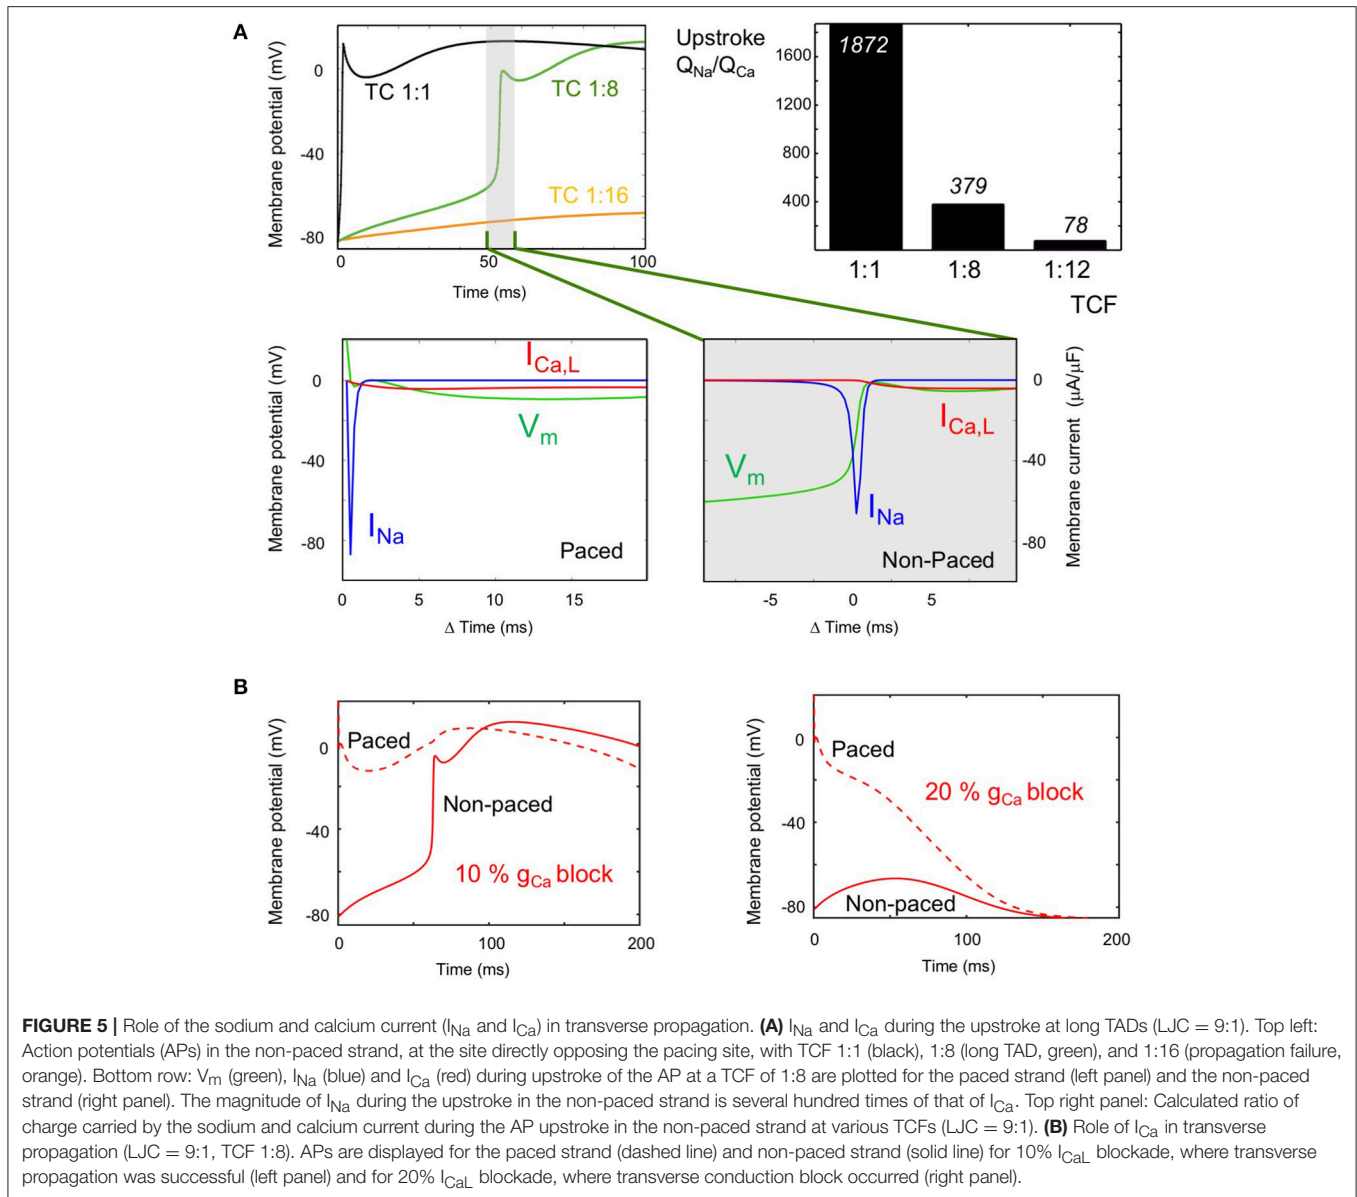 A
Membrane potential (mV)
0
-40
-80
TC 1:1
TC 1:8
TC 1:16
0
50
100
Time (ms)
Upstroke
QNa/QCa
1600
1200
800
400
1872
379
78
1:1
1:8
1:12
TCF
Membrane potential (mV)
0
-40
-80
ICa,L
Vm
INa
Paced
0
5
10
15
Δ Time (ms)
ICa,L
Vm
INa
Non-Paced
0
-40
-80
Membrane current (µA/µF)
-5
0
5
Δ Time (ms)
B
Membrane potential (mV)
0
-40
-80
Paced
Non-paced
10 % gCa block
0
100
200
Time (ms)
Membrane potential (mV)
0
-40
-80
Paced
20 % gCa block
Non-paced
0
100
200
Time (ms)
FIGURE 5 | Role of the sodium and calcium current (INa and ICa) in transverse propagation. (A) INa and ICa during the upstroke at long TADs (LJC = 9:1). Top left:
Action potentials (APs) in the non-paced strand, at the site directly opposing the pacing site, with TCF 1:1 (black), 1:8 (long TAD, green), and 1:16 (propagation failure,
orange). Bottom row: Vm (green), INa (blue) and ICa (red) during upstroke of the AP at a TCF of 1:8 are plotted for the paced strand (left panel) and the non-paced
strand (right panel). The magnitude of INa during the upstroke in the non-paced strand is several hundred times of that of ICa. Top right panel: Calculated ratio of
charge carried by the sodium and calcium current during the AP upstroke in the non-paced strand at various TCFs (LJC = 9:1). (B) Role of ICa in transverse
propagation (LJC = 9:1, TCF 1:8). APs are displayed for the paced strand (dashed line) and non-paced strand (solid line) for 10% ICaL blockade, where transverse
propagation was successful (left panel) and for 20% ICaL blockade, where transverse conduction block occurred (right panel).